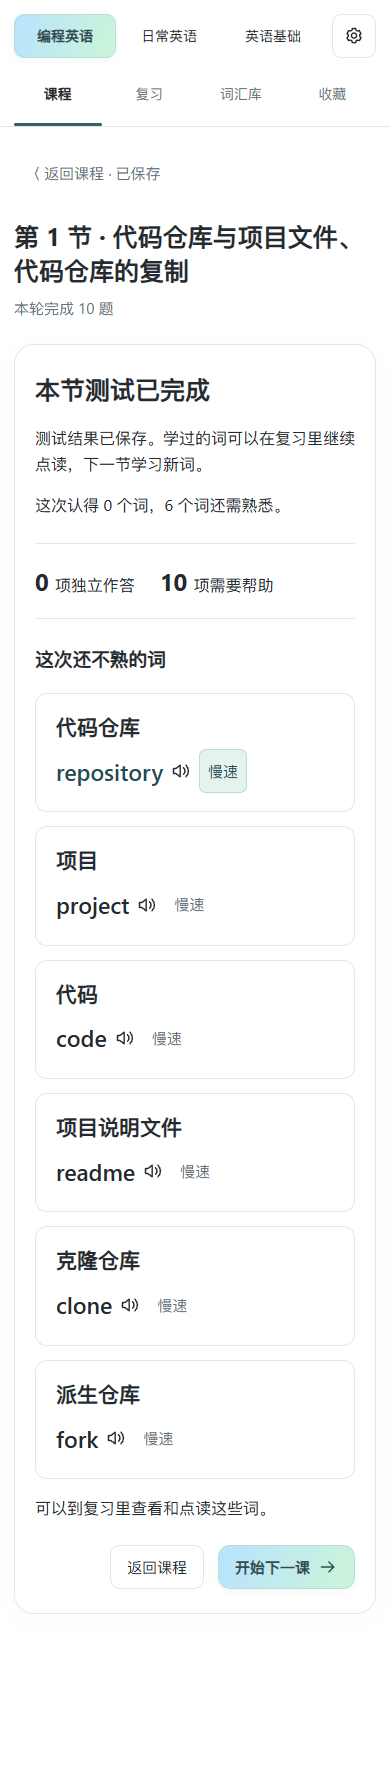 编程英语 日常英语 英语基础
课程 复习 词汇库 收藏
〈 返回课程 · 已保存
第 1 节 · 代码仓库与项目文件、
代码仓库的复制
本轮完成 10 题
本节测试已完成
测试结果已保存。学过的词可以在复习里继续
点读，下一节学习新词。
这次认得 0 个词，6 个词还需熟悉。
0 项独立作答 10 项需要帮助
这次还不熟的词
代码仓库
repository 慢速
项目
project 慢速
代码
code 慢速
项目说明文件
readme 慢速
克隆仓库
clone 慢速
派生仓库
fork 慢速
可以到复习里查看和点读这些词。
返回课程 开始下一课 →